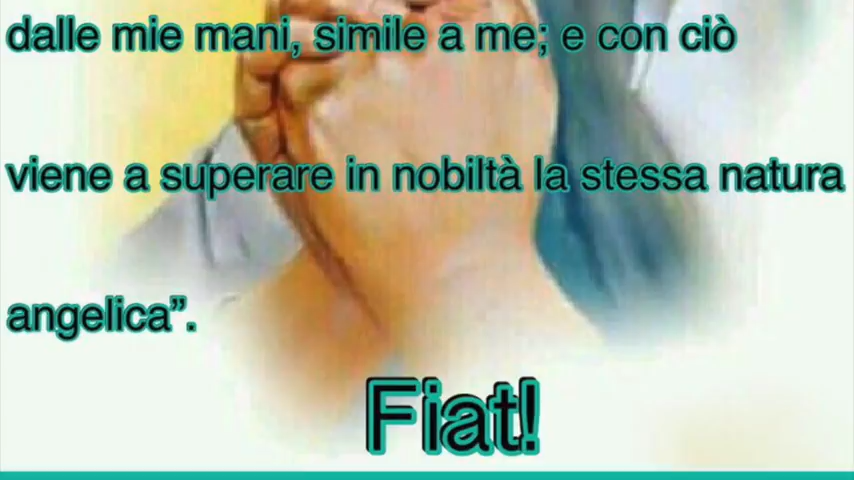 dalle mie mani, simile a me; e con ciò
viene a superare in nobiltà la stessa natura
angelica”.
Fiat!